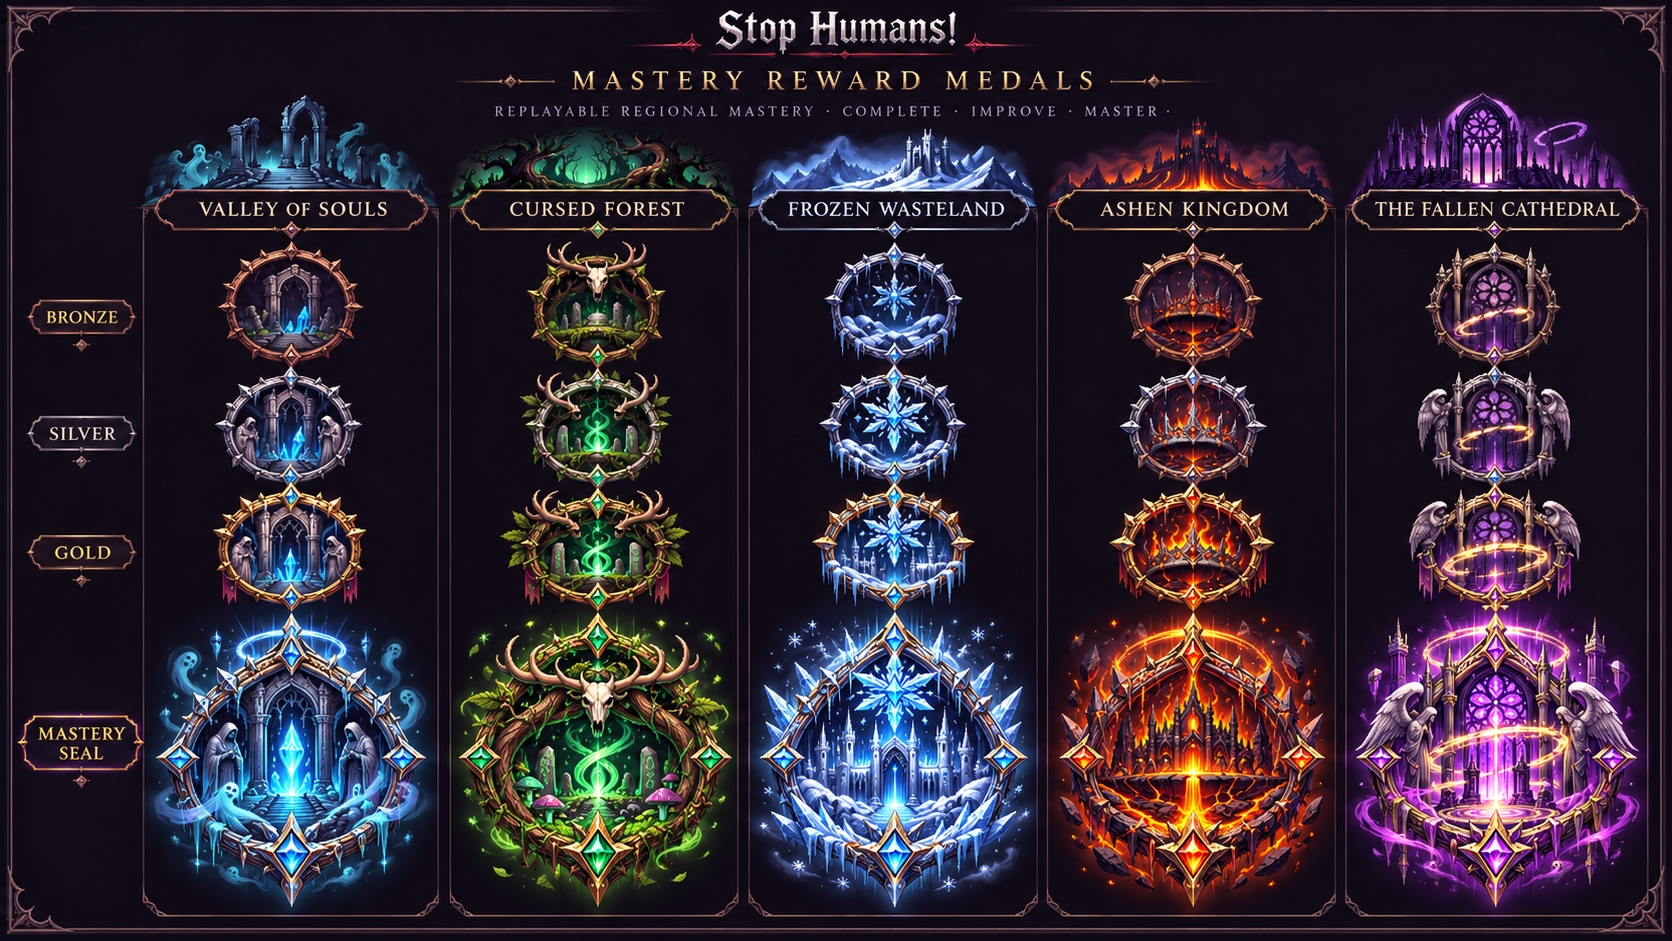 Stop Humans!
MASTERY REWARD MEDALS
REPLAYABLE REGIONAL MASTERY · COMPLETE · IMPROVE · MASTER ·
VALLEY OF SOULS
CURSED FOREST
FROZEN WASTELAND
ASHEN KINGDOM
THE FALLEN CATHEDRAL
BRONZE
SILVER
GOLD
MASTERY
SEAL